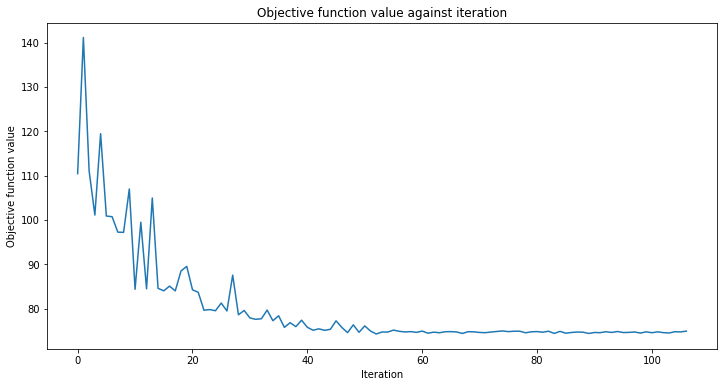 Objective function value against iteration
140
130
120
110
100
90
80
Objective function value
0 20 40 60 80 100
Iteration